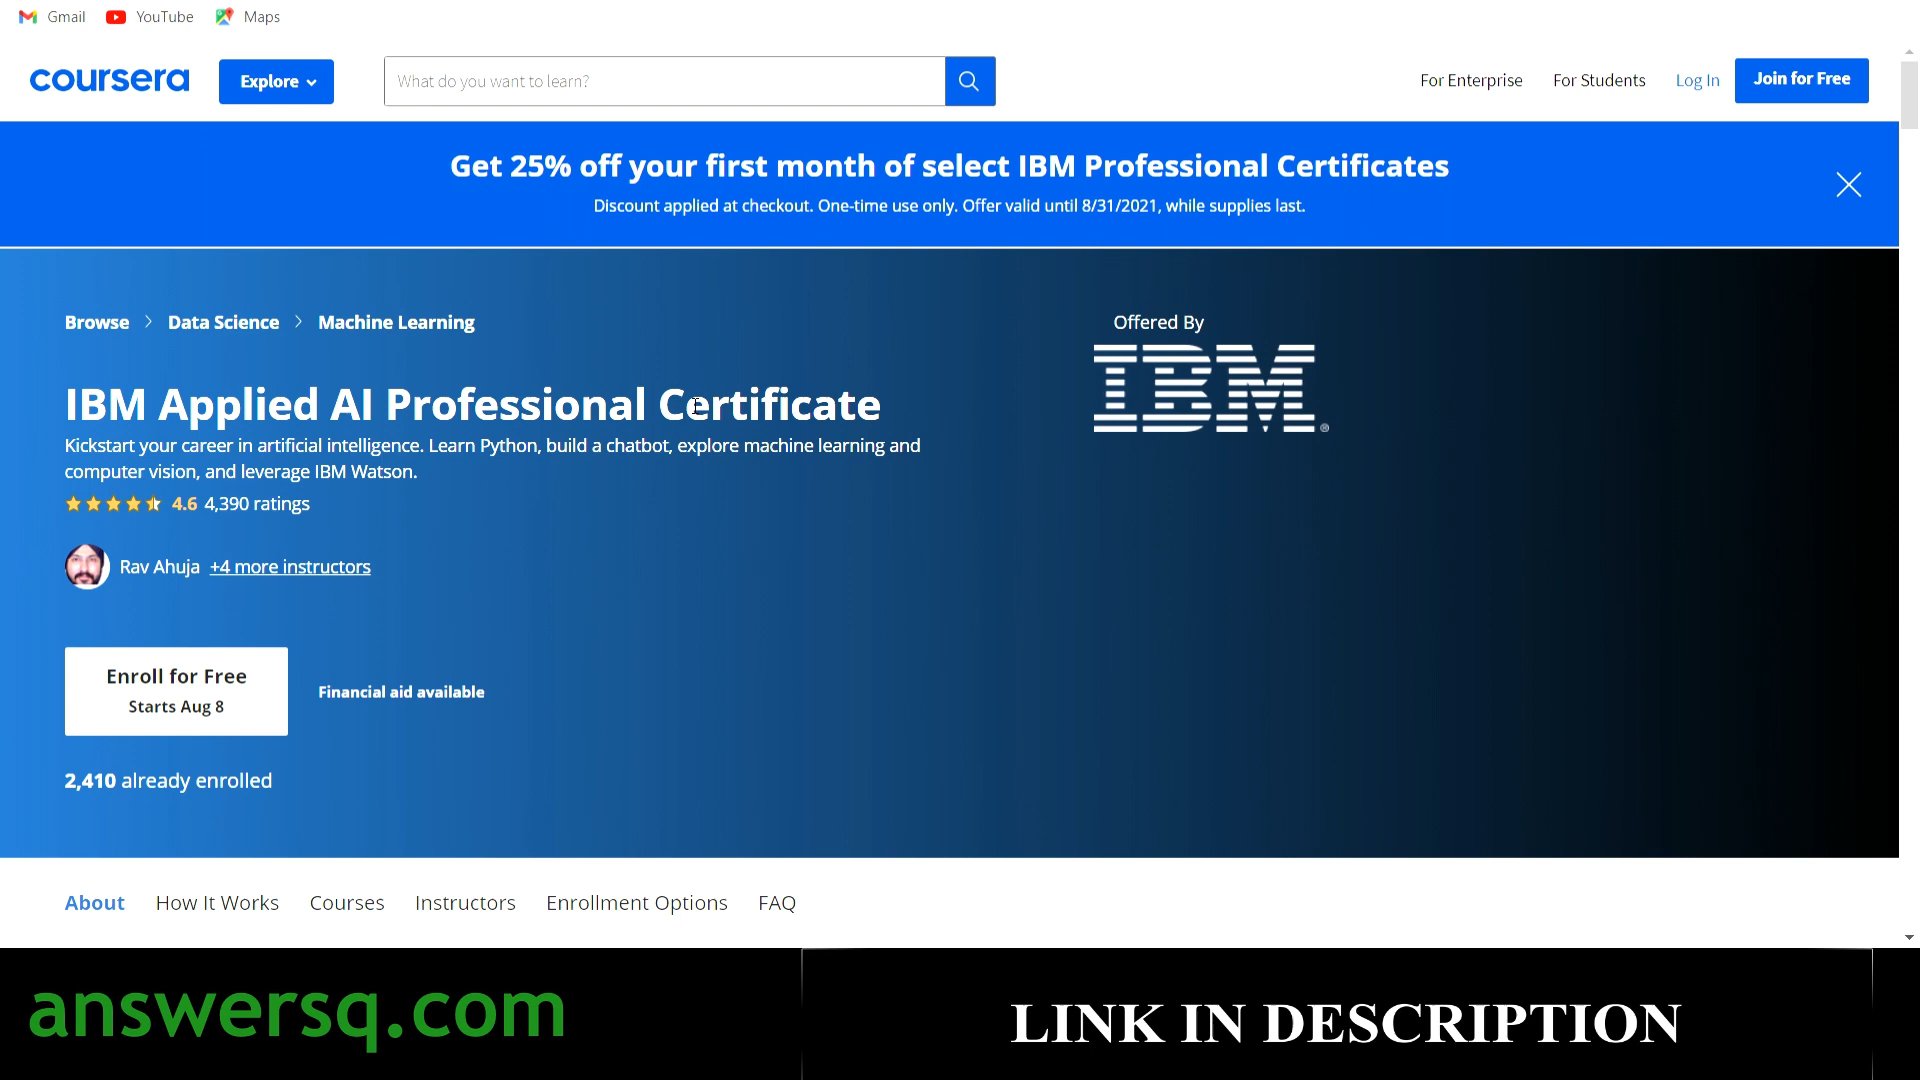 Gmail YouTube Maps
coursera Explore What do you want to learn? For Enterprise For Students Log In Join for Free
Get 25% off your first month of select IBM Professional Certificates
Discount applied at checkout. One-time use only. Offer valid until 8/31/2021, while supplies last.
Browse > Data Science > Machine Learning
Offered By
IBM®
IBM Applied AI Professional Certificate
Kickstart your career in artificial intelligence. Learn Python, build a chatbot, explore machine learning and
computer vision, and leverage IBM Watson.
4.6 4,390 ratings
Rav Ahuja +4 more instructors
Enroll for Free
Starts Aug 8
Financial aid available
2,410 already enrolled
About How It Works Courses Instructors Enrollment Options FAQ
answersq.com
LINK IN DESCRIPTION